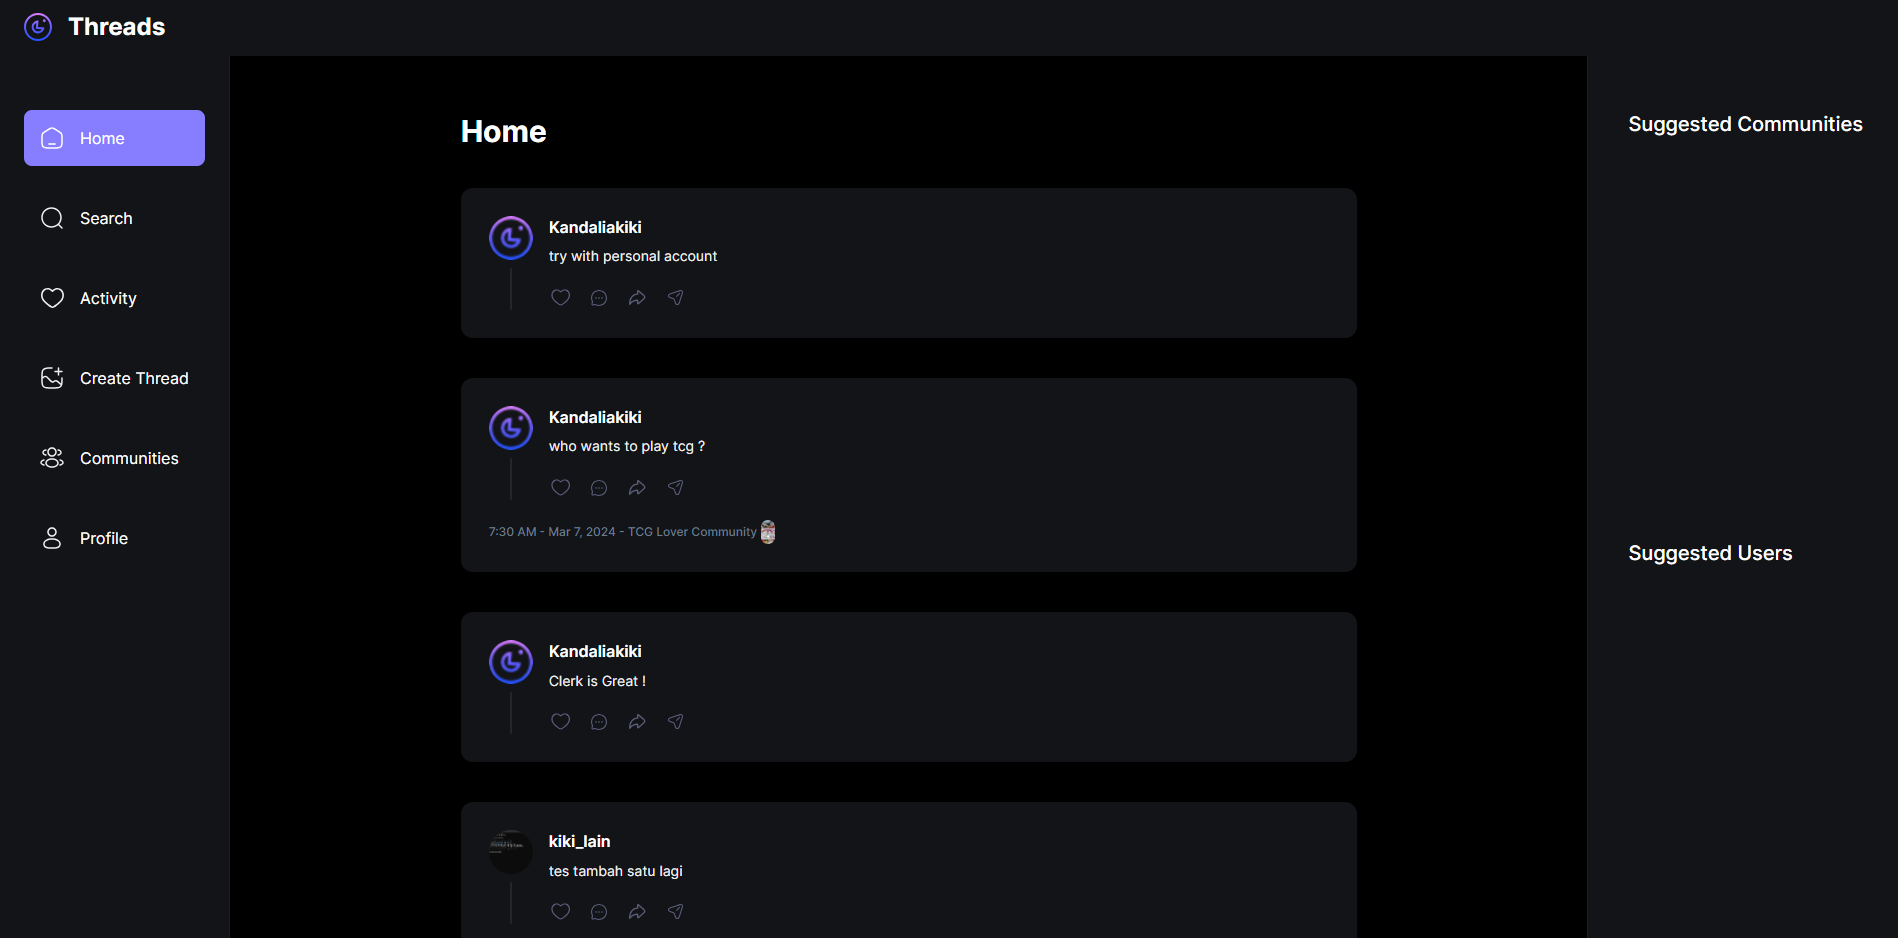 Threads
Home
Search
Activity
Create Thread
Communities
Profile
Home
Kandaliakiki
try with personal account
Kandaliakiki
who wants to play tcg ?
7:30 AM - Mar 7, 2024 - TCG Lover Community
Kandaliakiki
Clerk is Great !
kiki_lain
tes tambah satu lagi
Suggested Communities
Suggested Users